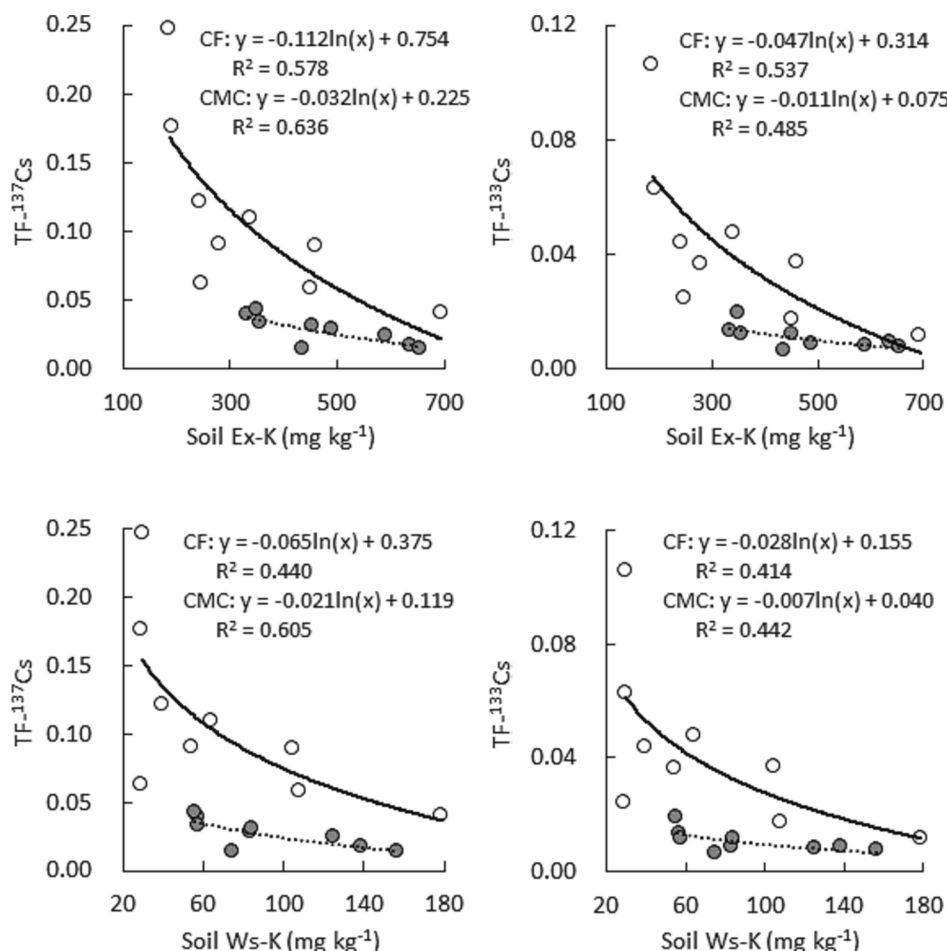 0.25
0.20
0.15
0.10
0.05
0.00
TF-¹³⁷Cs
CF: y = -0.112ln(x) + 0.754
R² = 0.578
CMC: y = -0.032ln(x) + 0.225
R² = 0.636
100 300 500 700
Soil Ex-K (mg kg⁻¹)
0.12
0.08
0.04
0.00
TF-¹³³Cs
CF: y = -0.047ln(x) + 0.314
R² = 0.537
CMC: y = -0.011ln(x) + 0.075
R² = 0.485
100 300 500 700
Soil Ex-K (mg kg⁻¹)
0.25
0.20
0.15
0.10
0.05
0.00
TF-¹³⁷Cs
CF: y = -0.065ln(x) + 0.375
R² = 0.440
CMC: y = -0.021ln(x) + 0.119
R² = 0.605
20 60 100 140 180
Soil Ws-K (mg kg⁻¹)
0.12
0.08
0.04
0.00
TF-¹³³Cs
CF: y = -0.028ln(x) + 0.155
R² = 0.414
CMC: y = -0.007ln(x) + 0.040
R² = 0.442
20 60 100 140 180
Soil Ws-K (mg kg⁻¹)